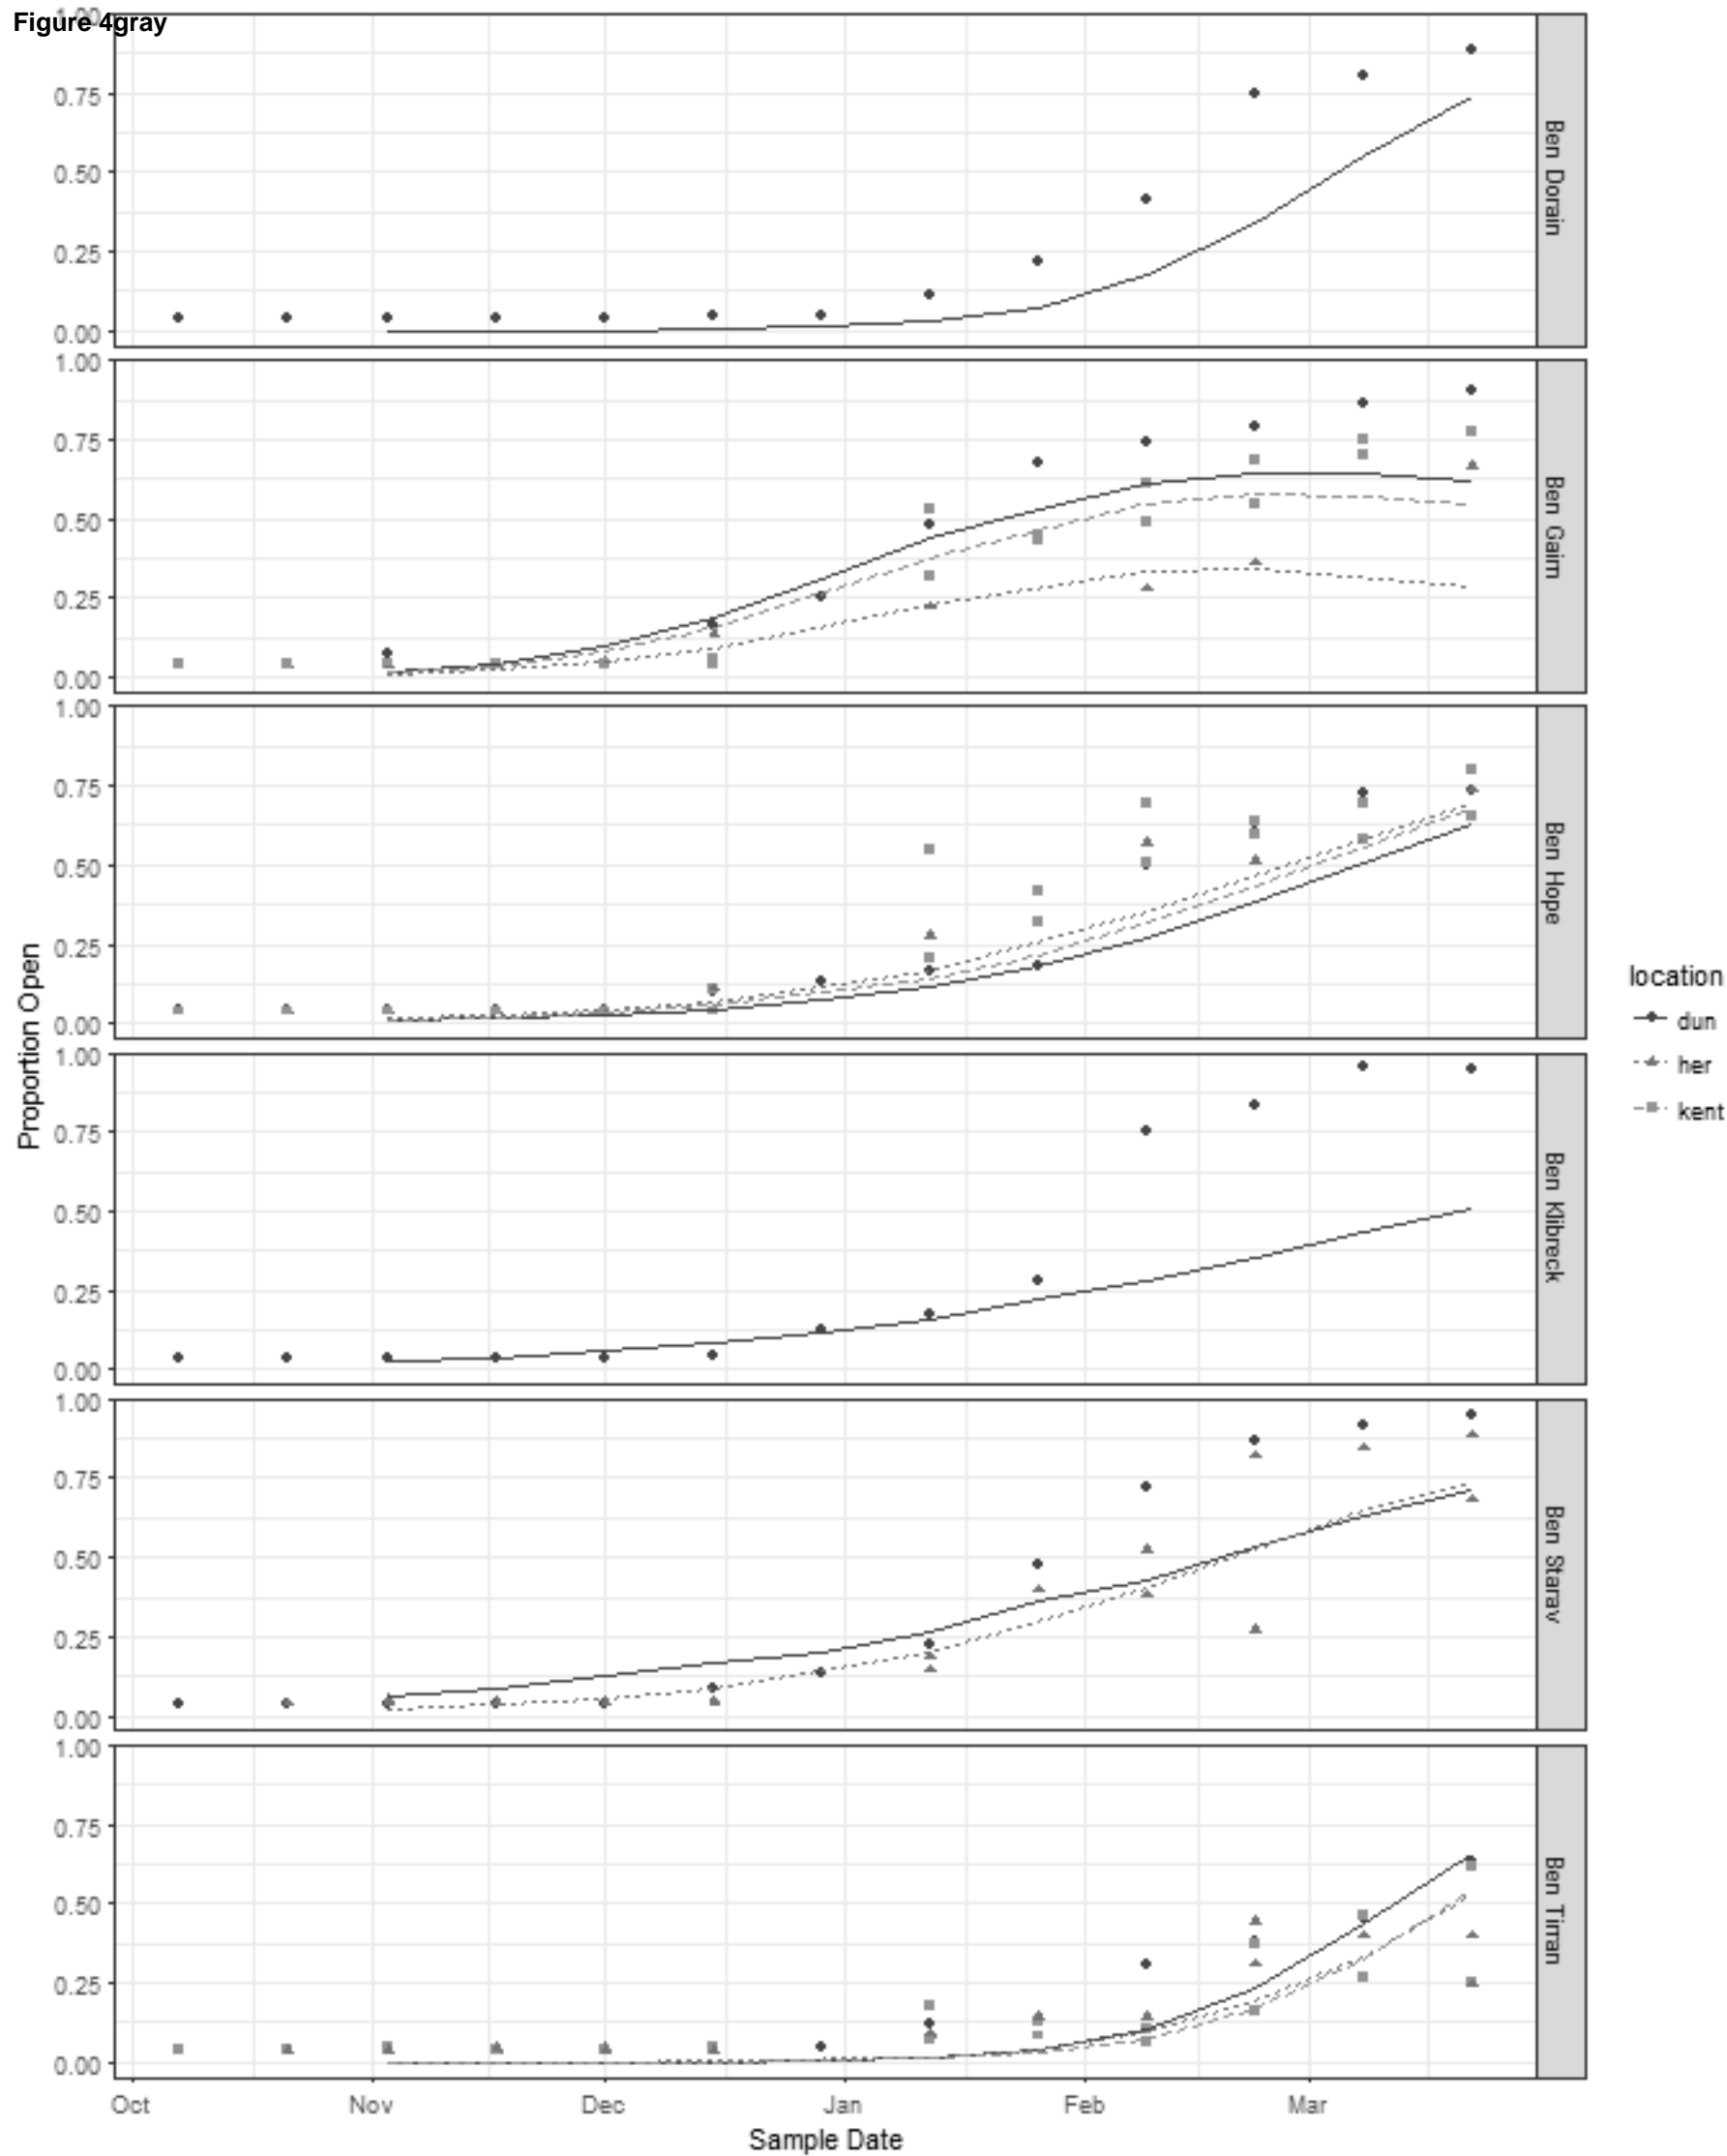 Figure 4gray
1.00
0.75
0.50
0.25
0.00
Ben Dorain
1.00
0.75
0.50
0.25
0.00
Ben Gairn
1.00
0.75
0.50
0.25
0.00
Ben Hope
1.00
0.75
0.50
0.25
0.00
Ben Klibreck
1.00
0.75
0.50
0.25
0.00
Ben Starav
1.00
0.75
0.50
0.25
0.00
Ben Tirran
Proportion Open
Oct Nov Dec Jan Feb Mar
Sample Date
location
dun
her
kent